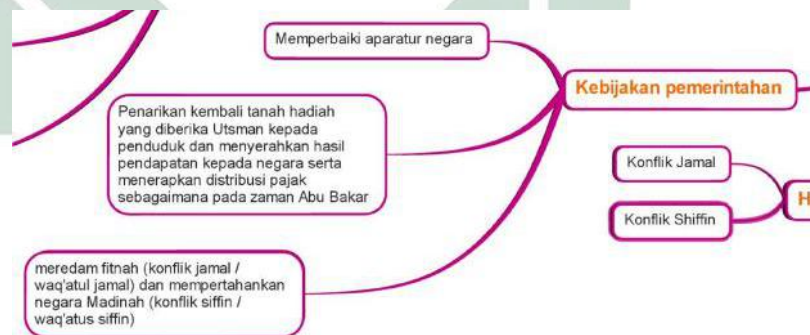 Memperbaiki aparatur negara
Kebijakan pemerintahan
Penarikan kembali tanah hadiah
yang diberika Utsman kepada
penduduk dan menyerahkan hasil
pendapatan kepada negara serta
menerapkan distribusi pajak
sebagaimana pada zaman Abu Bakar
Konflik Jamal
H
Konflik Shiffin
meredam fitnah (konflik jamal /
waq'atul jamal) dan mempertahankan
negara Madinah (konflik siffin /
waq'atus siffin)